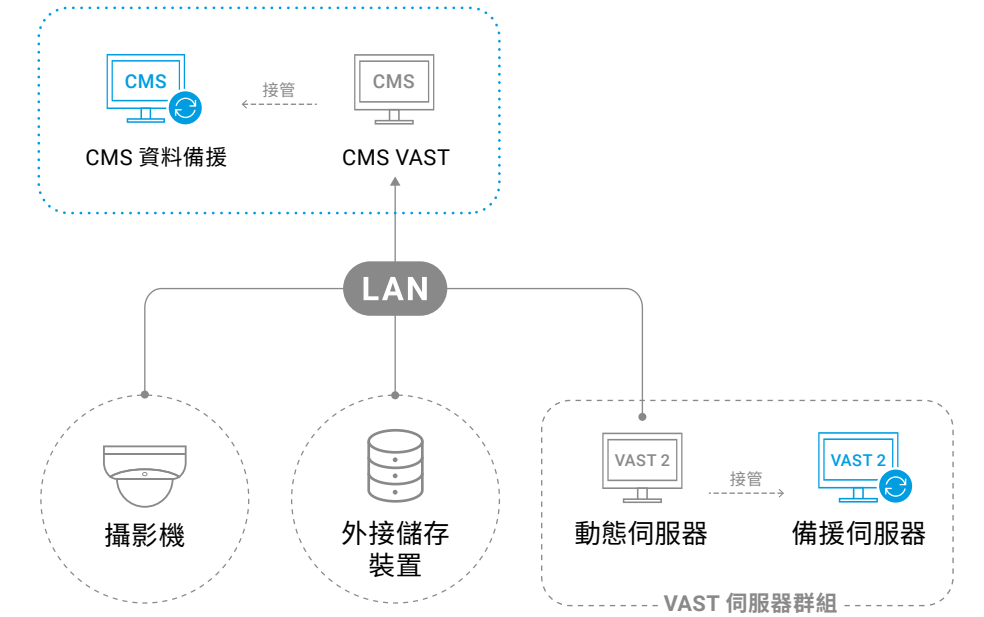 CMS
接管
CMS
CMS 資料備援
CMS VAST
LAN
攝影機
外接儲存
裝置
VAST 2
接管
VAST 2
動態伺服器
備援伺服器
VAST 伺服器群組